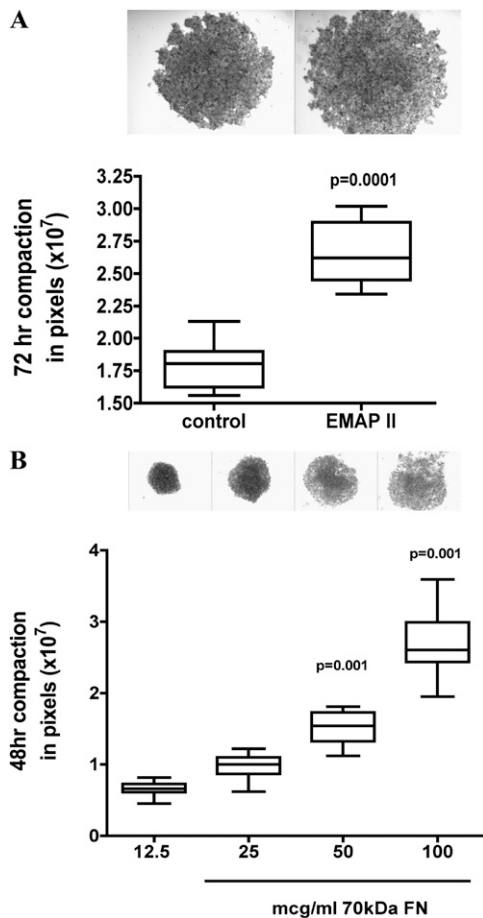 A
p=0.0001
72 hr compaction
in pixels (x10⁷)
3.25
3.00
2.75
2.50
2.25
2.00
1.75
1.50
control EMAP II
B
p=0.001
p=0.001
48hr compaction
in pixels (x10⁷)
4
3
2
1
0
12.5 25 50 100
mcg/ml 70kDa FN